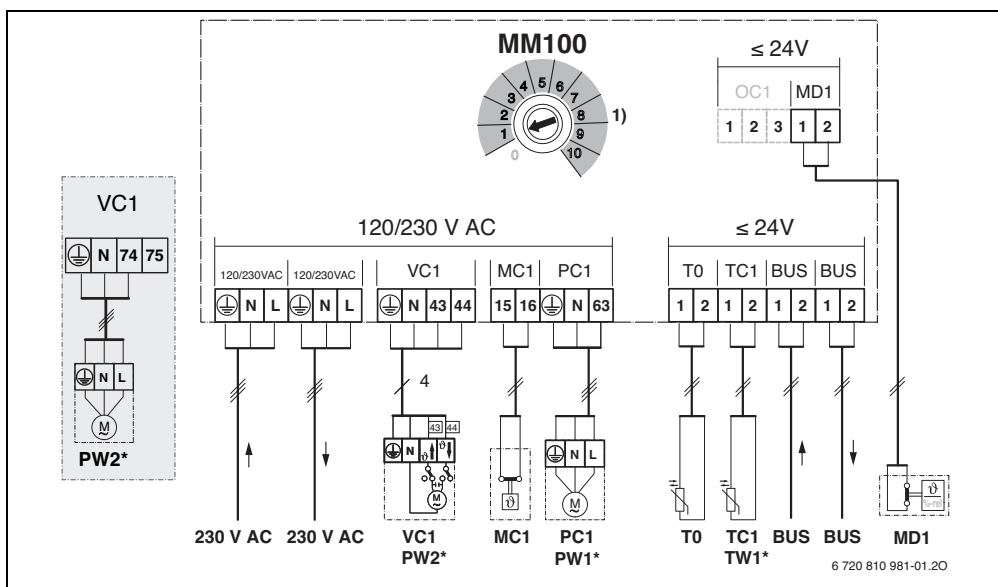 MM100
5
4 6
3 7
2 8 1)
1 9
0 10
≤ 24V
OC1 MD1
1 2 3 1 2
VC1
N 74 75
N L
M
~
PW2*
120/230 V AC
120/230VAC 120/230VAC VC1 MC1 PC1
N L N L N 43 44 15 16 N 63
≤ 24V
T0 TC1 BUS BUS
1 2 1 2 1 2 1 2
4
43 44
N ϑ ϑ
M
~
ϑ
N L
M
~
ϑ
%-rel
230 V AC 230 V AC VC1 MC1 PC1 T0 TC1 BUS BUS MD1
PW2* PW1* TW1*
6 720 810 981-01.2O